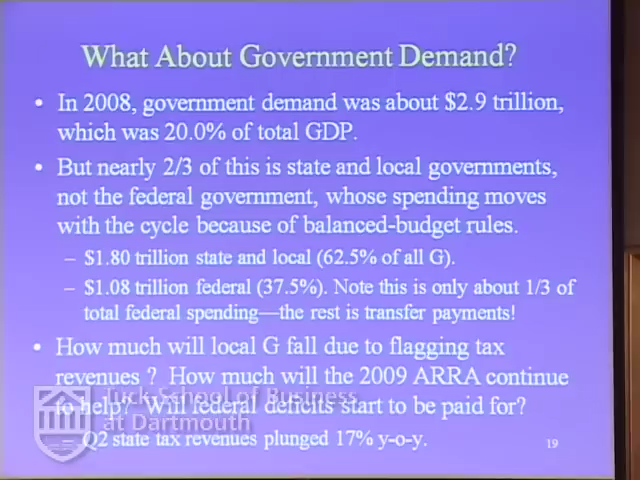 What About Government Demand?
• In 2008, government demand was about $2.9 trillion,
which was 20.0% of total GDP.
• But nearly 2/3 of this is state and local governments,
not the federal government, whose spending moves
with the cycle because of balanced-budget rules.
– $1.80 trillion state and local (62.5% of all G).
– $1.08 trillion federal (37.5%). Note this is only about 1/3 of
total federal spending—the rest is transfer payments!
• How much will local G fall due to flagging tax
revenues ? How much will the 2009 ARRA continue
to help? Will federal deficits start to be paid for?
– Q2 state tax revenues plunged 17% y-o-y.
19
Tuck School of Business
at Dartmouth